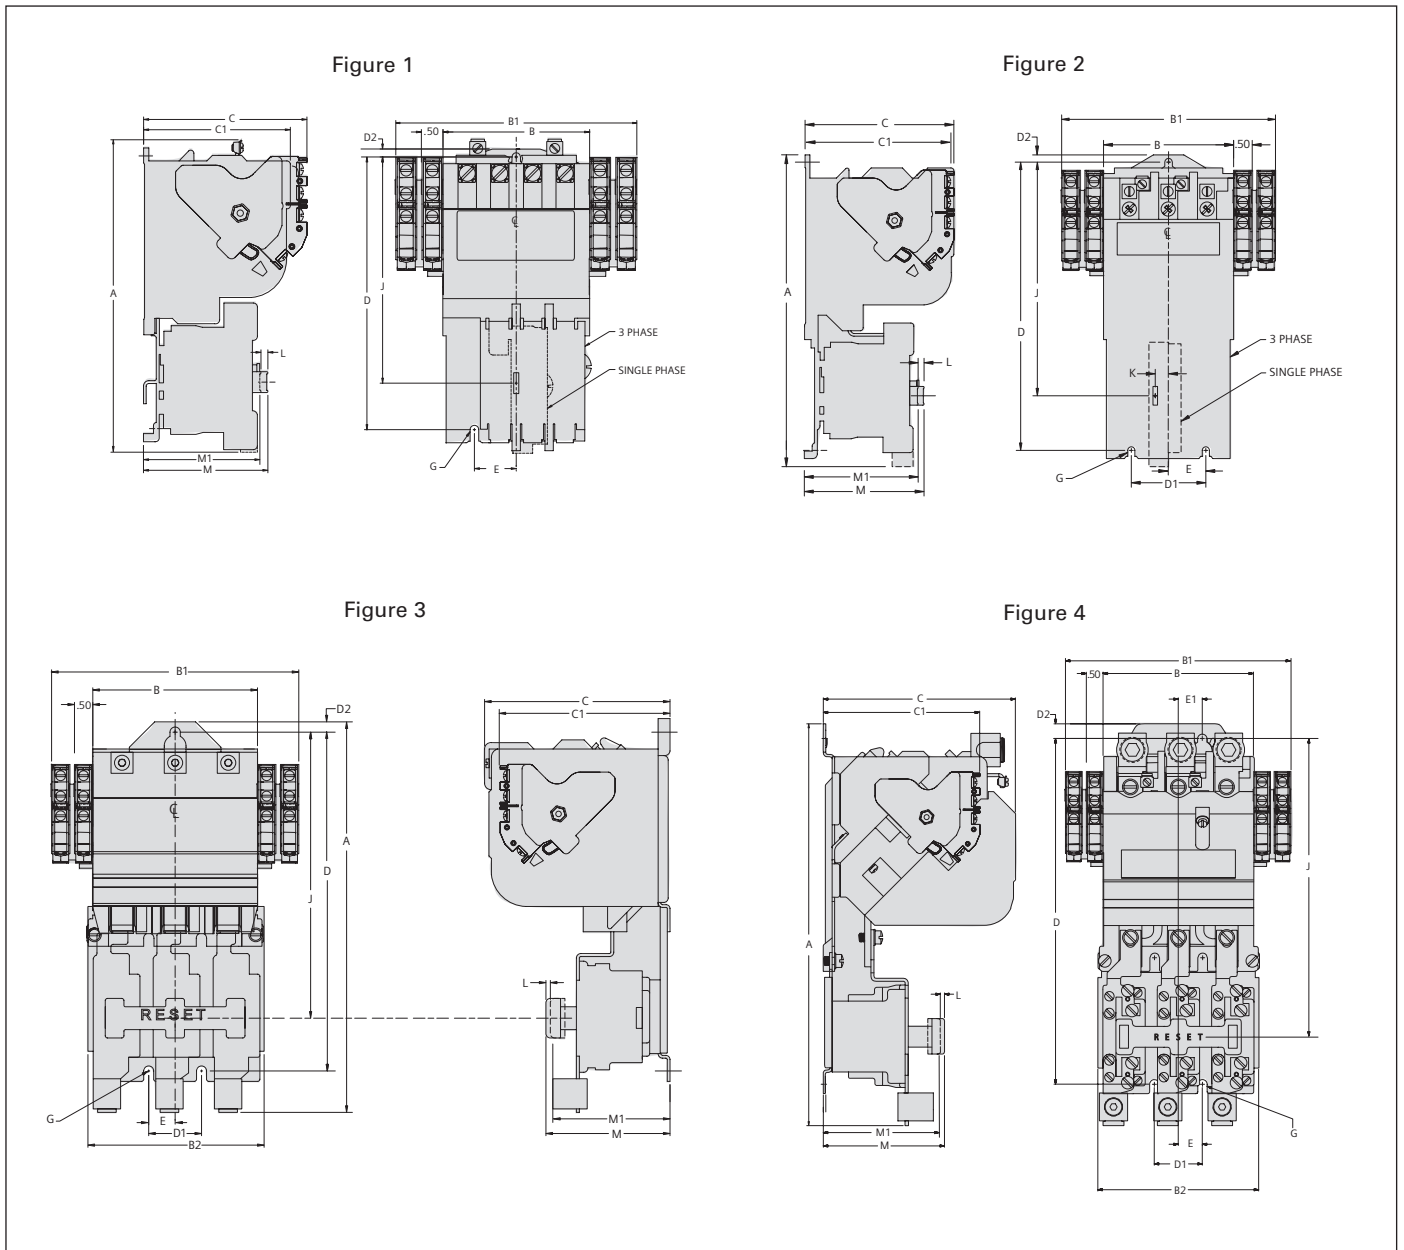 Figure 1
C
C1
A
L
M1
M
B1
D2
.50
B
℄
J
D
3 PHASE
SINGLE PHASE
G
E
Figure 2
C
C1
A
L
M1
M
B1
D2
B
.50
℄
J
D
3 PHASE
K
SINGLE PHASE
G
E
D1
Figure 3
B1
B
.50
D2
℄
A
D
J
RESET
G
E
D1
B2
C
C1
L
M1
M
Figure 4
C
C1
A
L
M1
M
B1
.50
B
E1
D2
J
D
RESET
G
E
D1
B2